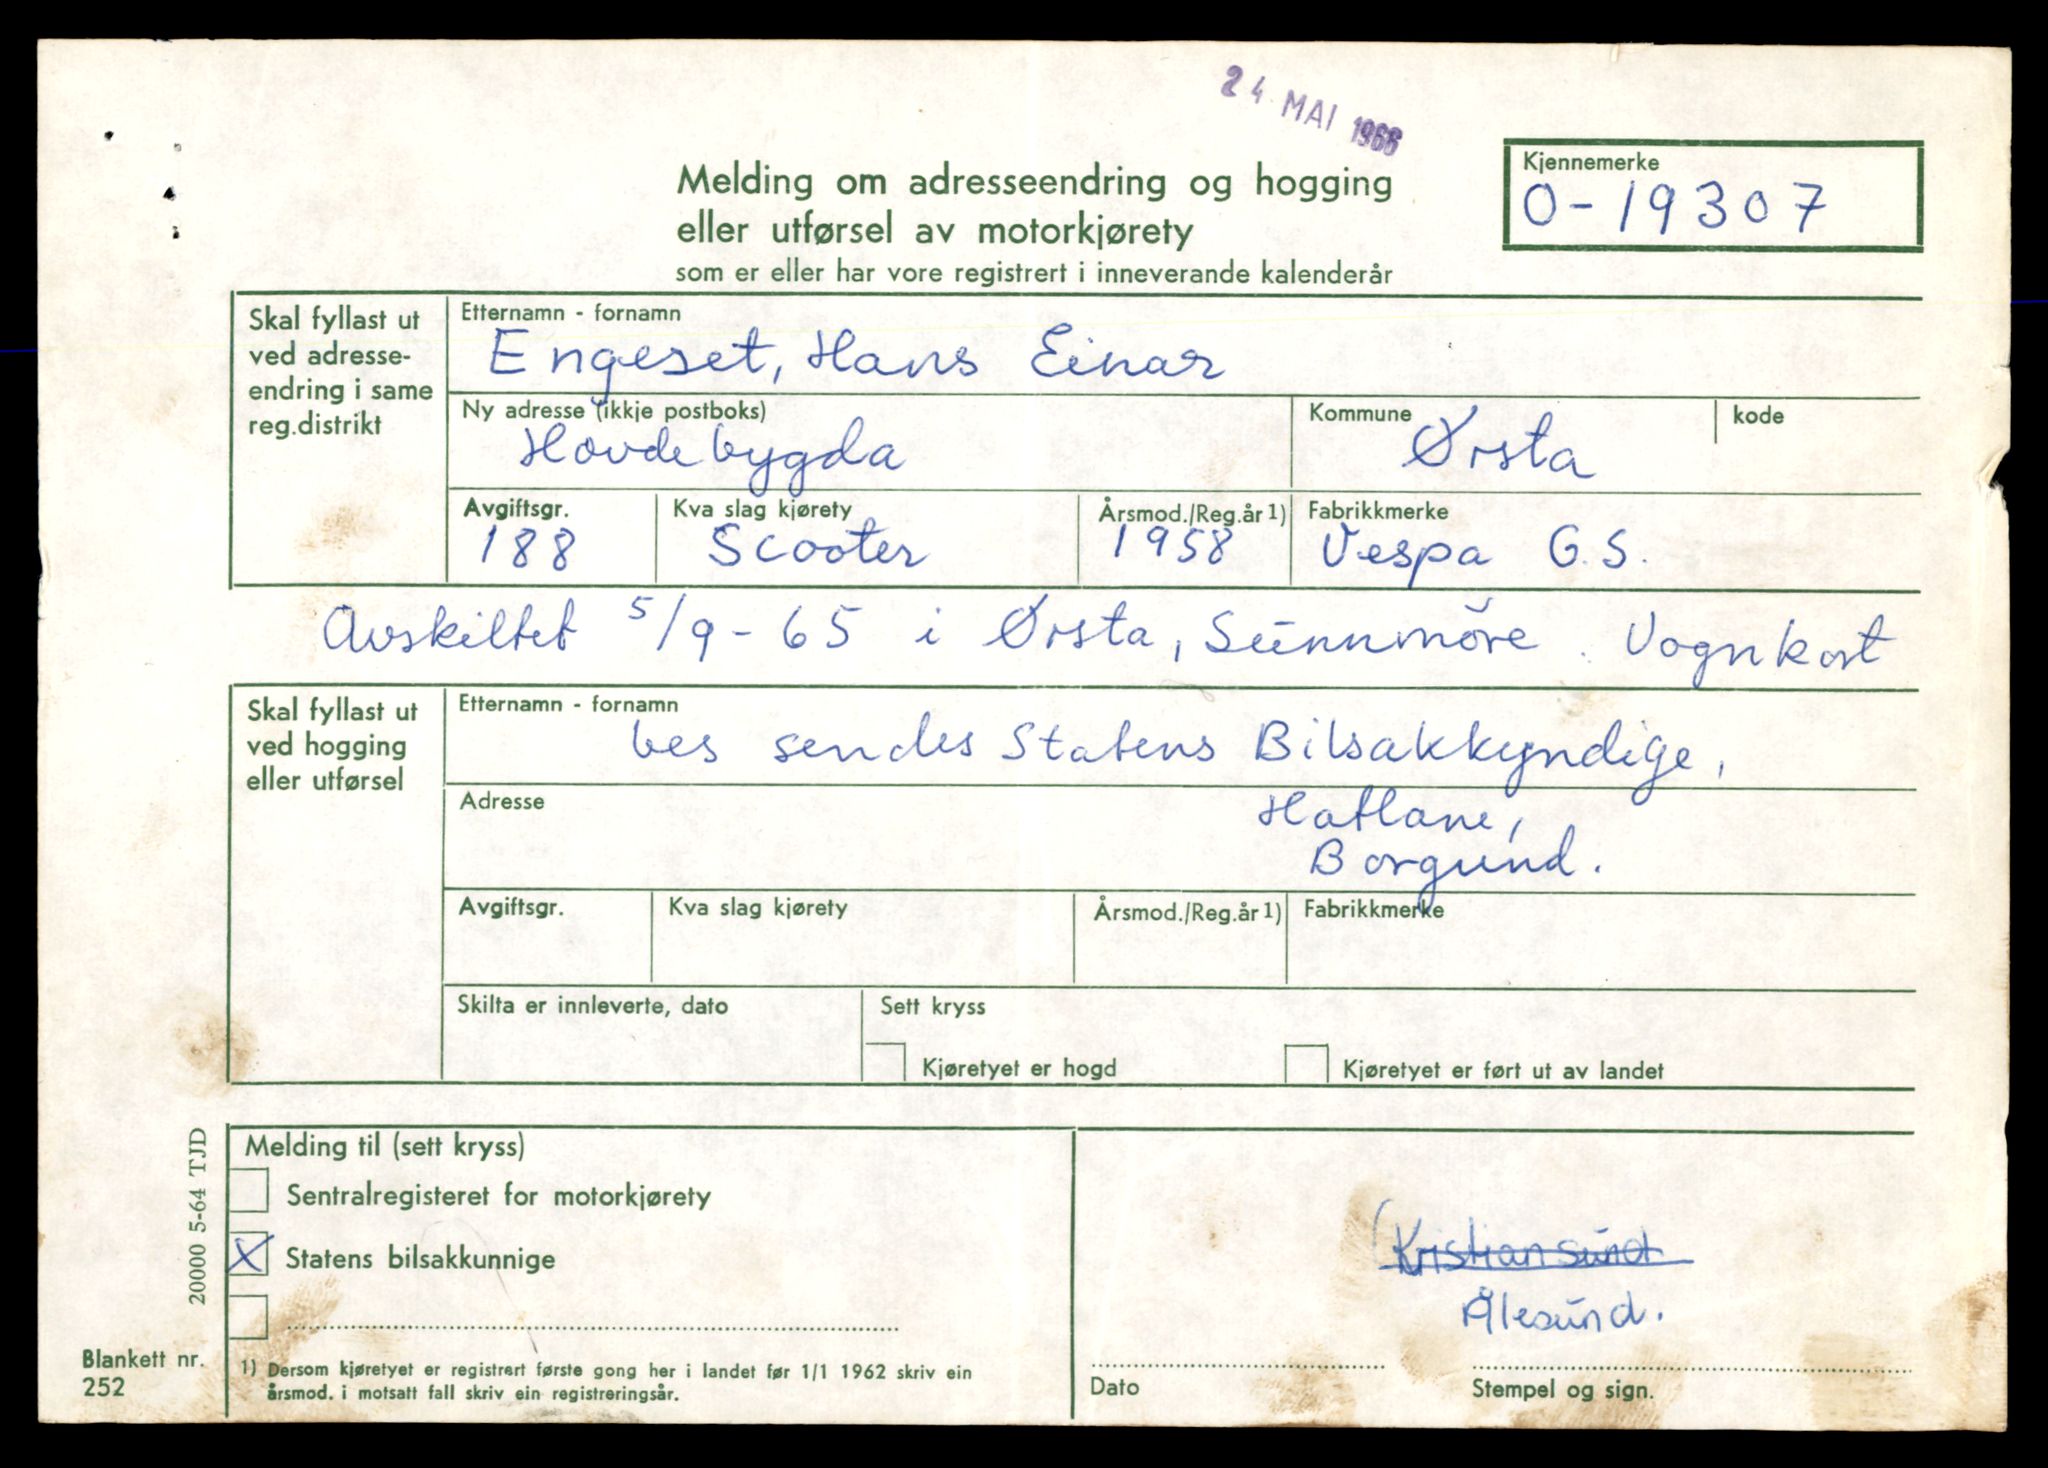 24 MAI 1966
Melding om adresseendring og hogging
eller utførsel av motorkjørety
som er eller har vore registrert i inneverande kalenderår
Kjennemerke
O-19307
Skal fyllast ut
ved adresse-
endring i same
reg.distrikt
Etternamn - fornamn
Engeset, Hans Einar
Ny adresse (ikkje postboks)
Hovdebygda
Kommune
Ørsta
kode
Avgiftsgr.
188
Kva slag kjørety
Scooter
Årsmod./Reg.år 1)
1958
Fabrikkmerke
Vespa G.S.
Avskiltet 5/9-65 i Ørsta, Sunnmöre. Vognkort
Skal fyllast ut
ved hogging
eller utførsel
Etternamn - fornamn
bes sendes Statens Bilsakkyndige,
Adresse
Hatlane,
Borgund.
Avgiftsgr.
Kva slag kjørety
Årsmod./Reg.år 1)
Fabrikkmerke
Skilta er innleverte, dato
Sett kryss
Kjøretyet er hogd
Kjøretyet er ført ut av landet
Melding til (sett kryss)
Sentralregisteret for motorkjørety
X Statens bilsakkunnige
(Kristiansund
Ålesund.
1) Dersom kjøretyet er registrert første gong her i landet før 1/1 1962 skriv ein
årsmod. i motsatt fall skriv ein registreringsår.
Dato
Stempel og sign.
20000 5-64 TJD
Blankett nr.
252